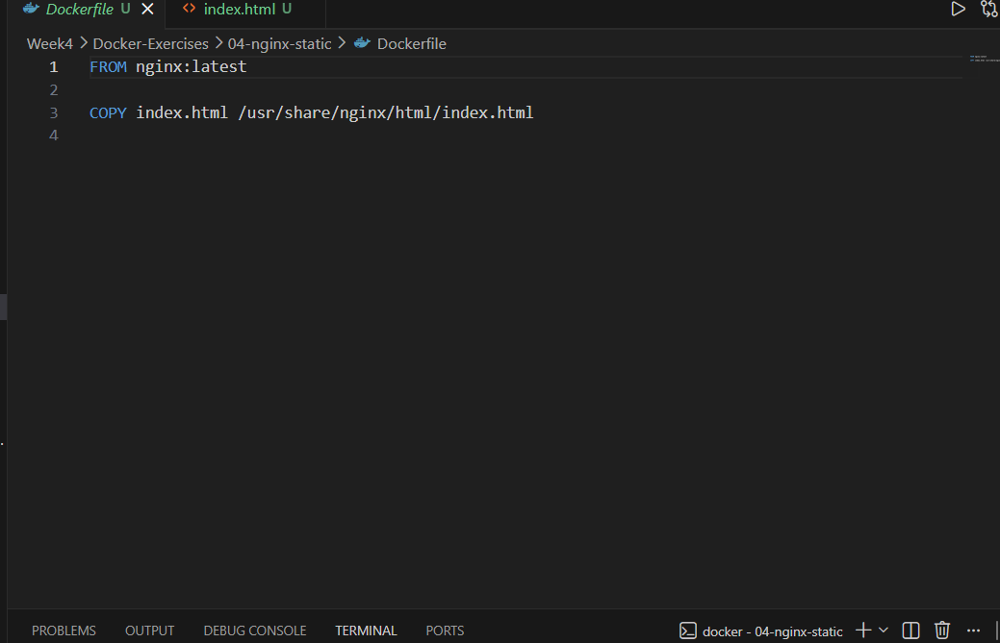 Dockerfile U index.html U
Week4 > Docker-Exercises > 04-nginx-static > Dockerfile
1 FROM nginx:latest
2
3 COPY index.html /usr/share/nginx/html/index.html
4
PROBLEMS OUTPUT DEBUG CONSOLE TERMINAL PORTS docker - 04-nginx-static